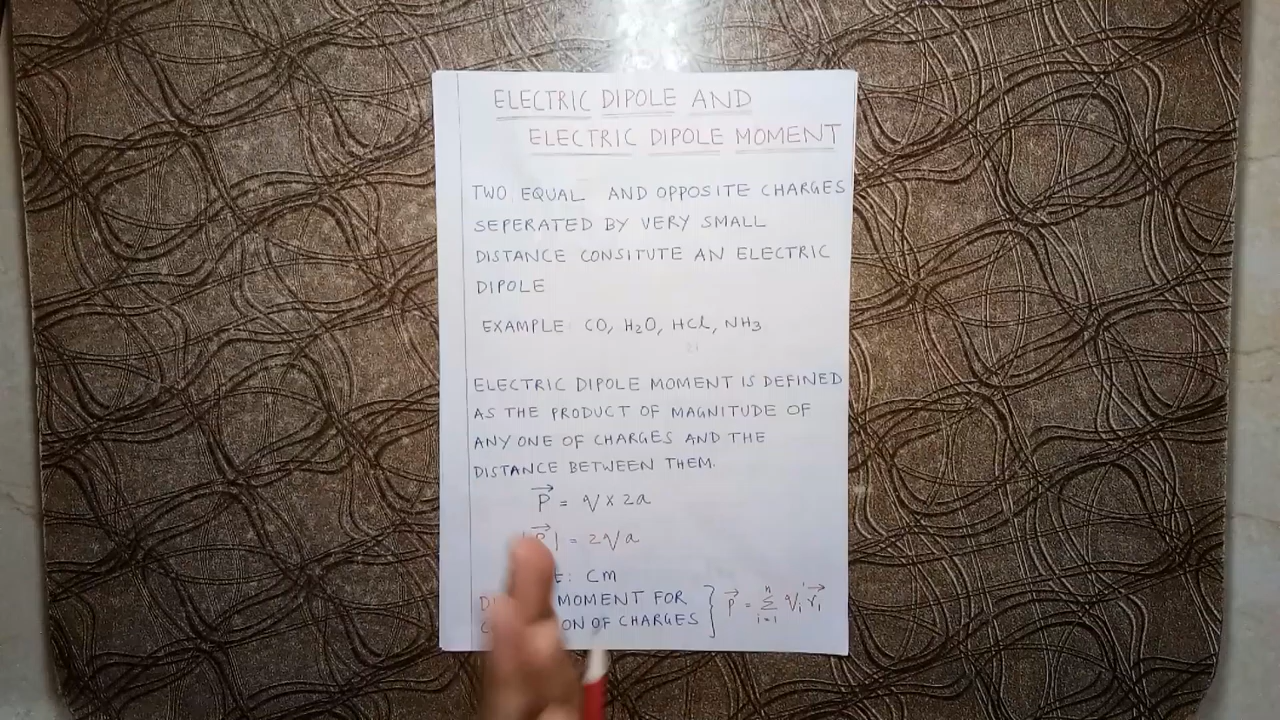 ELECTRIC DIPOLE AND
ELECTRIC DIPOLE MOMENT
TWO EQUAL AND OPPOSITE CHARGES
SEPERATED BY VERY SMALL
DISTANCE CONSITUTE AN ELECTRIC
DIPOLE
EXAMPLE CO, H₂O, HCl, NH₃
ELECTRIC DIPOLE MOMENT IS DEFINED
AS THE PRODUCT OF MAGNITUDE OF
ANY ONE OF CHARGES AND THE
DISTANCE BETWEEN THEM.
P⃗ = q × 2a
|P⃗| = 2qa
: Cm
MOMENT FOR
OF CHARGES } P⃗ = Σᵢ₌₁ⁿ qᵢ r⃗ᵢ